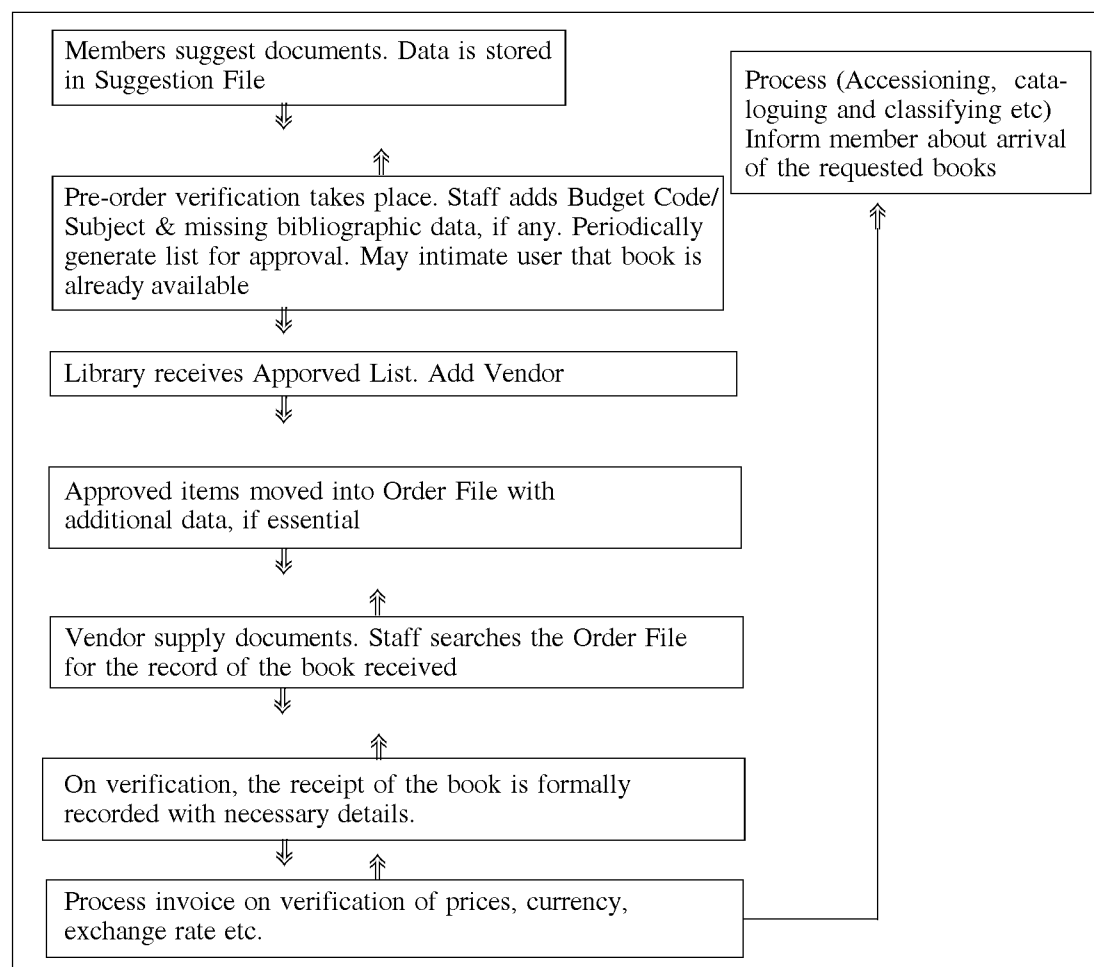 Members suggest documents. Data is stored
in Suggestion File
Pre-order verification takes place. Staff adds Budget Code/
Subject & missing bibliographic data, if any. Periodically
generate list for approval. May intimate user that book is
already available
Library receives Apporved List. Add Vendor
Approved items moved into Order File with
additional data, if essential
Vendor supply documents. Staff searches the Order File
for the record of the book received
On verification, the receipt of the book is formally
recorded with necessary details.
Process invoice on verification of prices, currency,
exchange rate etc.
Process (Accessioning, cata-
loguing and classifying etc)
Inform member about arrival
of the requested books